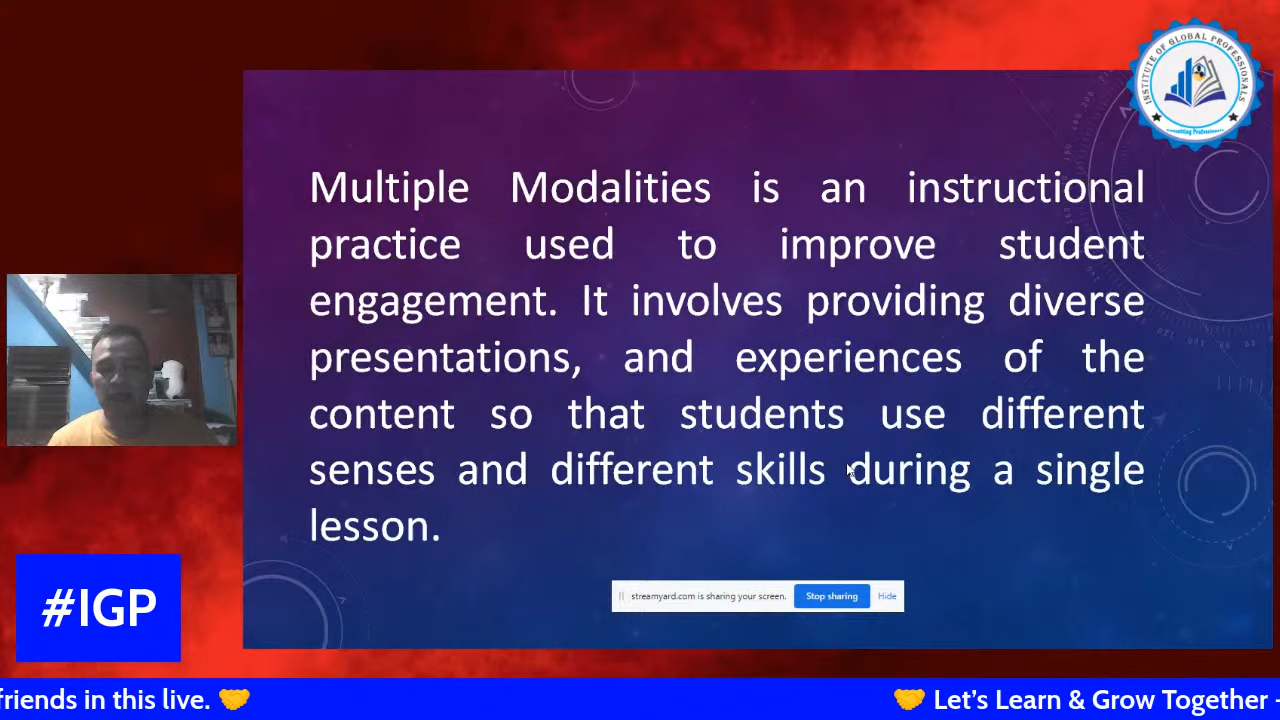 INSTITUTE OF GLOBAL PROFESSIONALS
Multiple Modalities is an instructional
practice used to improve student
engagement. It involves providing diverse
presentations, and experiences of the
content so that students use different
senses and different skills during a single
lesson.
#IGP
streamyard.com is sharing your screen. Stop sharing Hide
friends in this live. 🤝 🤝 Let's Learn & Grow Together -